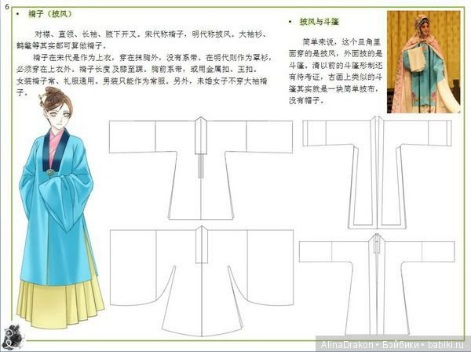 6
• 褙子（披风）
对襟、直领、长袖、腋下开叉。宋代称褙子，明代称披风。大袖衫、
鹤氅等其实都可算做褙子。
褙子在宋代是作为上衣，穿在抹胸外，没有系带，在明代则作为罩衫，
必须穿在上衣外。褙子长度及膝至踝。胸前系带，或用金属扣、玉扣。
女装褙子常、礼服通用，男装只能作为常服。另外，未婚女子不穿大袖褙
子。
• 披风与斗篷
简单来说，这个丑角里
面穿的是披风，外面披的是
斗篷。清以前的斗篷形制还
有待考证，古画上类似的斗
篷其实就是一块简单披布，
没有帽子。
AlinaDrakon • Бэйбики • babiki.ru